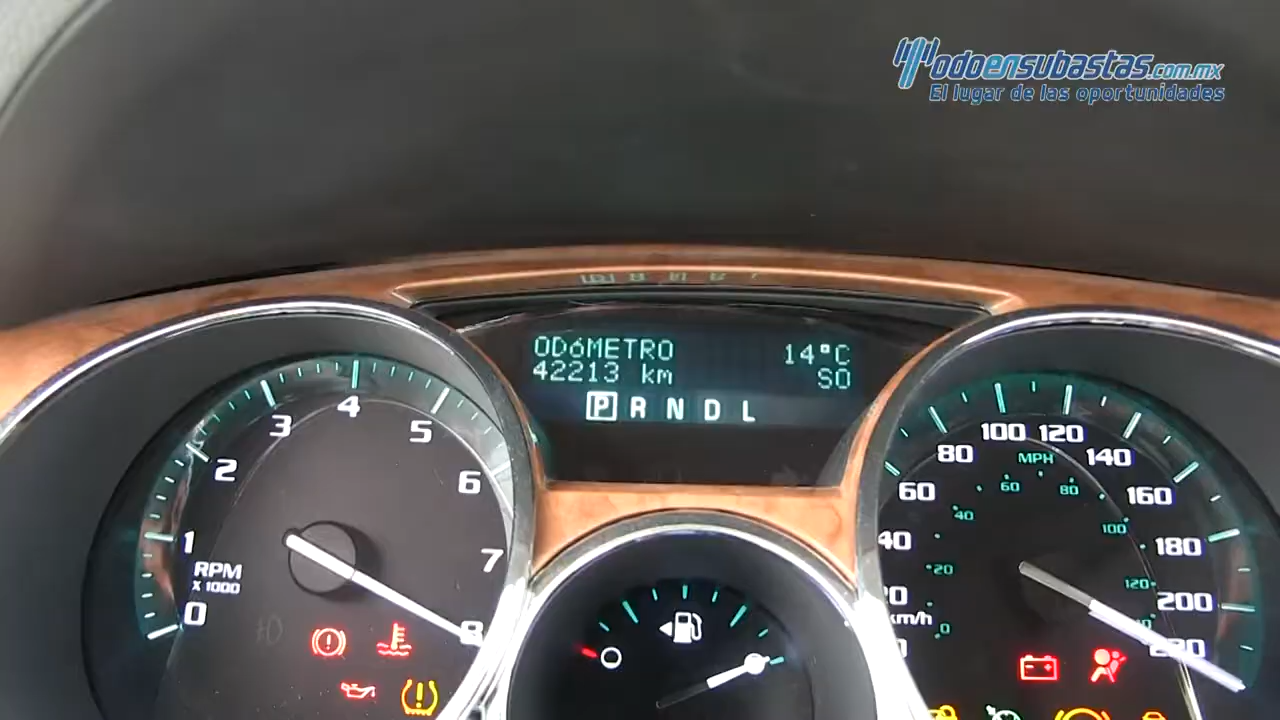 Todoensubastas.com.mx
El lugar de las oportunidades
ODóMETRO
42213 km
14°C
SO
P R N D L
0
1
2
3
4
5
6
7
8
RPM
X 1000
40
60
80
100
120
140
160
180
200
220
km/h
MPH
0
20
40
60
80
100
120